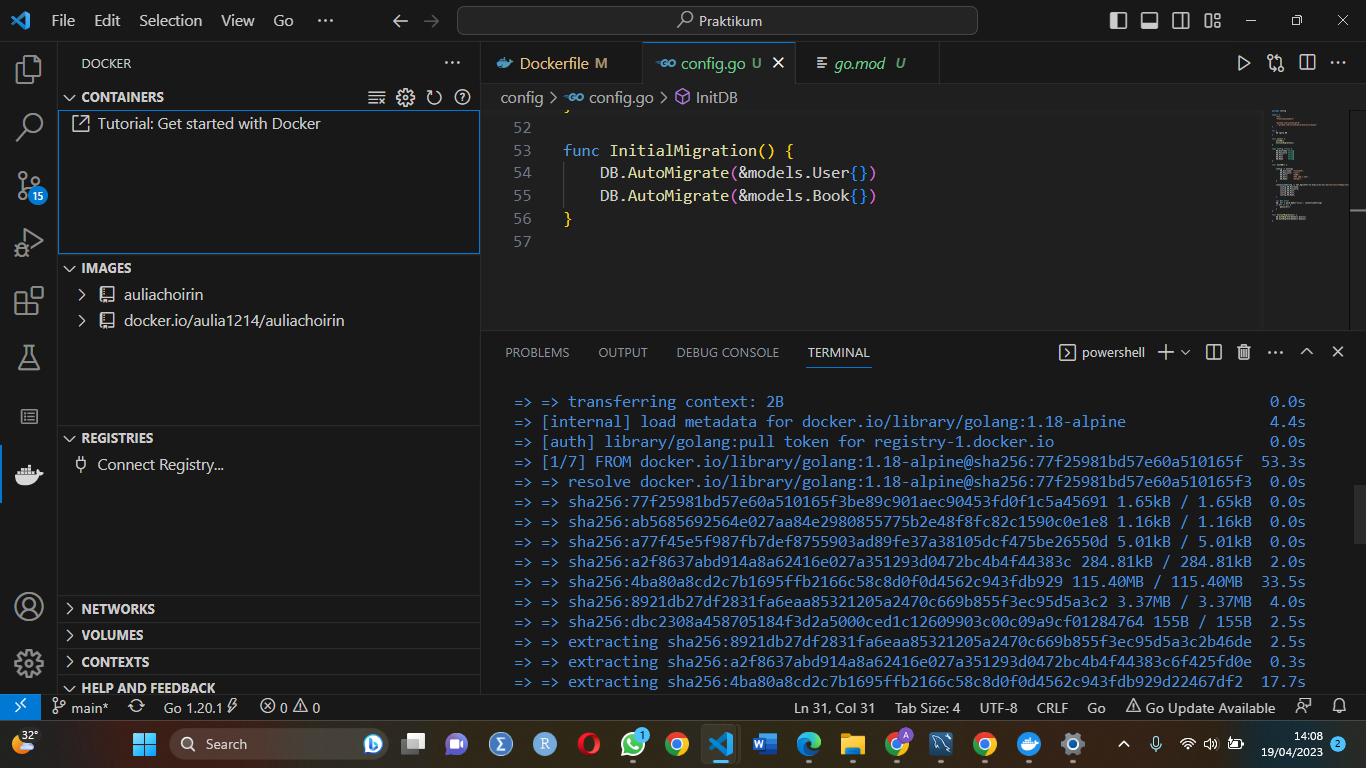 File Edit Selection View Go ··· Praktikum
DOCKER ···
CONTAINERS
Tutorial: Get started with Docker
15
IMAGES
auliachoirin
docker.io/aulia1214/auliachoirin
REGISTRIES
Connect Registry...
NETWORKS
VOLUMES
CONTEXTS
HELP AND FEEDBACK
Dockerfile M config.go U go.mod U
config > config.go > InitDB
52
53 func InitialMigration() {
54 DB.AutoMigrate(&models.User{})
55 DB.AutoMigrate(&models.Book{})
56 }
57
PROBLEMS OUTPUT DEBUG CONSOLE TERMINAL powershell
=> => transferring context: 2B 0.0s
=> [internal] load metadata for docker.io/library/golang:1.18-alpine 4.4s
=> [auth] library/golang:pull token for registry-1.docker.io 0.0s
=> [1/7] FROM docker.io/library/golang:1.18-alpine@sha256:77f25981bd57e60a510165f 53.3s
=> => resolve docker.io/library/golang:1.18-alpine@sha256:77f25981bd57e60a510165f3 0.0s
=> => sha256:77f25981bd57e60a510165f3be89c901aec90453fd0f1c5a45691 1.65kB / 1.65kB 0.0s
=> => sha256:ab5685692564e027aa84e2980855775b2e48f8fc82c1590c0e1e8 1.16kB / 1.16kB 0.0s
=> => sha256:a77f45e5f987fb7def8755903ad89fe37a38105dcf475be26550d 5.01kB / 5.01kB 0.0s
=> => sha256:a2f8637abd914a8a62416e027a351293d0472bc4b4f44383c 284.81kB / 284.81kB 2.0s
=> => sha256:4ba80a8cd2c7b1695ffb2166c58c8d0f0d4562c943fdb929 115.40MB / 115.40MB 33.5s
=> => sha256:8921db27df2831fa6eaa85321205a2470c669b855f3ec95d5a3c2 3.37MB / 3.37MB 4.0s
=> => sha256:dbc2308a458705184f3d2a5000ced1c12609903c00c09a9cf01284764 155B / 155B 2.5s
=> => extracting sha256:8921db27df2831fa6eaa85321205a2470c669b855f3ec95d5a3c2b46de 2.5s
=> => extracting sha256:a2f8637abd914a8a62416e027a351293d0472bc4b4f44383c6f425fd0e 0.3s
=> => extracting sha256:4ba80a8cd2c7b1695ffb2166c58c8d0f0d4562c943fdb929d22467df2 17.7s
main* Go 1.20.1 0 0 Ln 31, Col 31 Tab Size: 4 UTF-8 CRLF Go Go Update Available
32° Search 1 14:08
19/04/2023 2